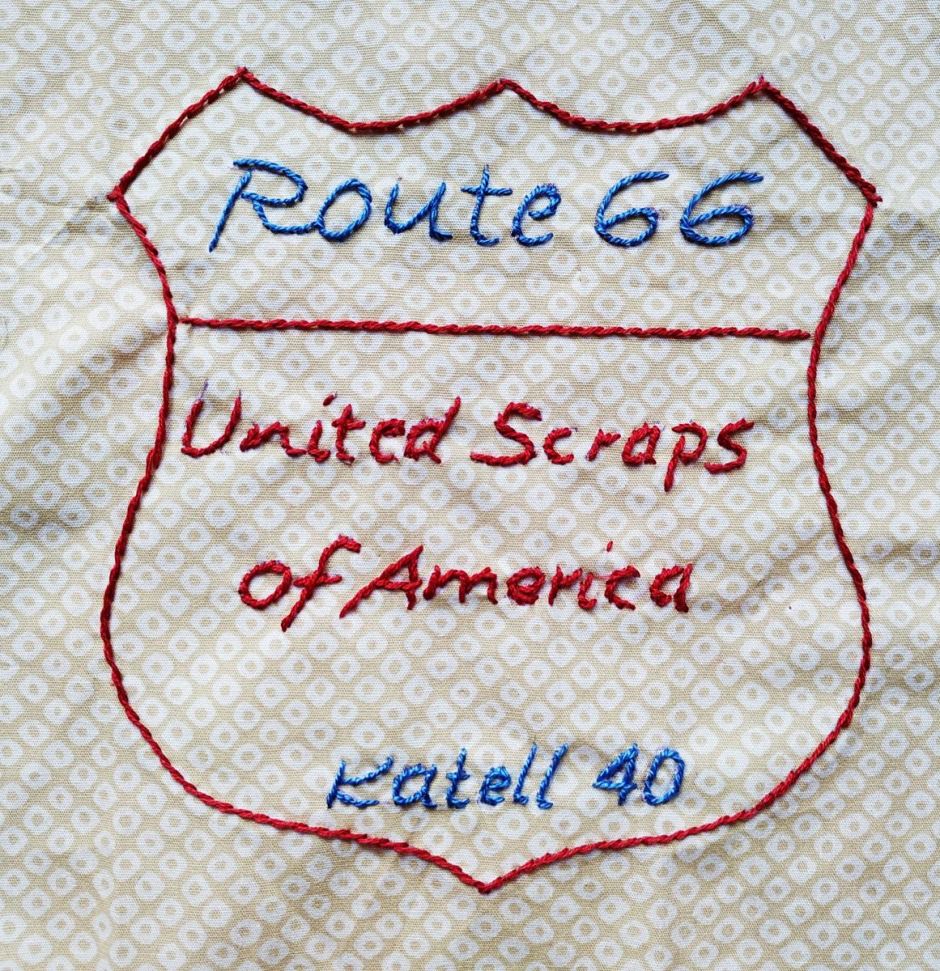 Route 66
United Scraps
of America
Katell 40